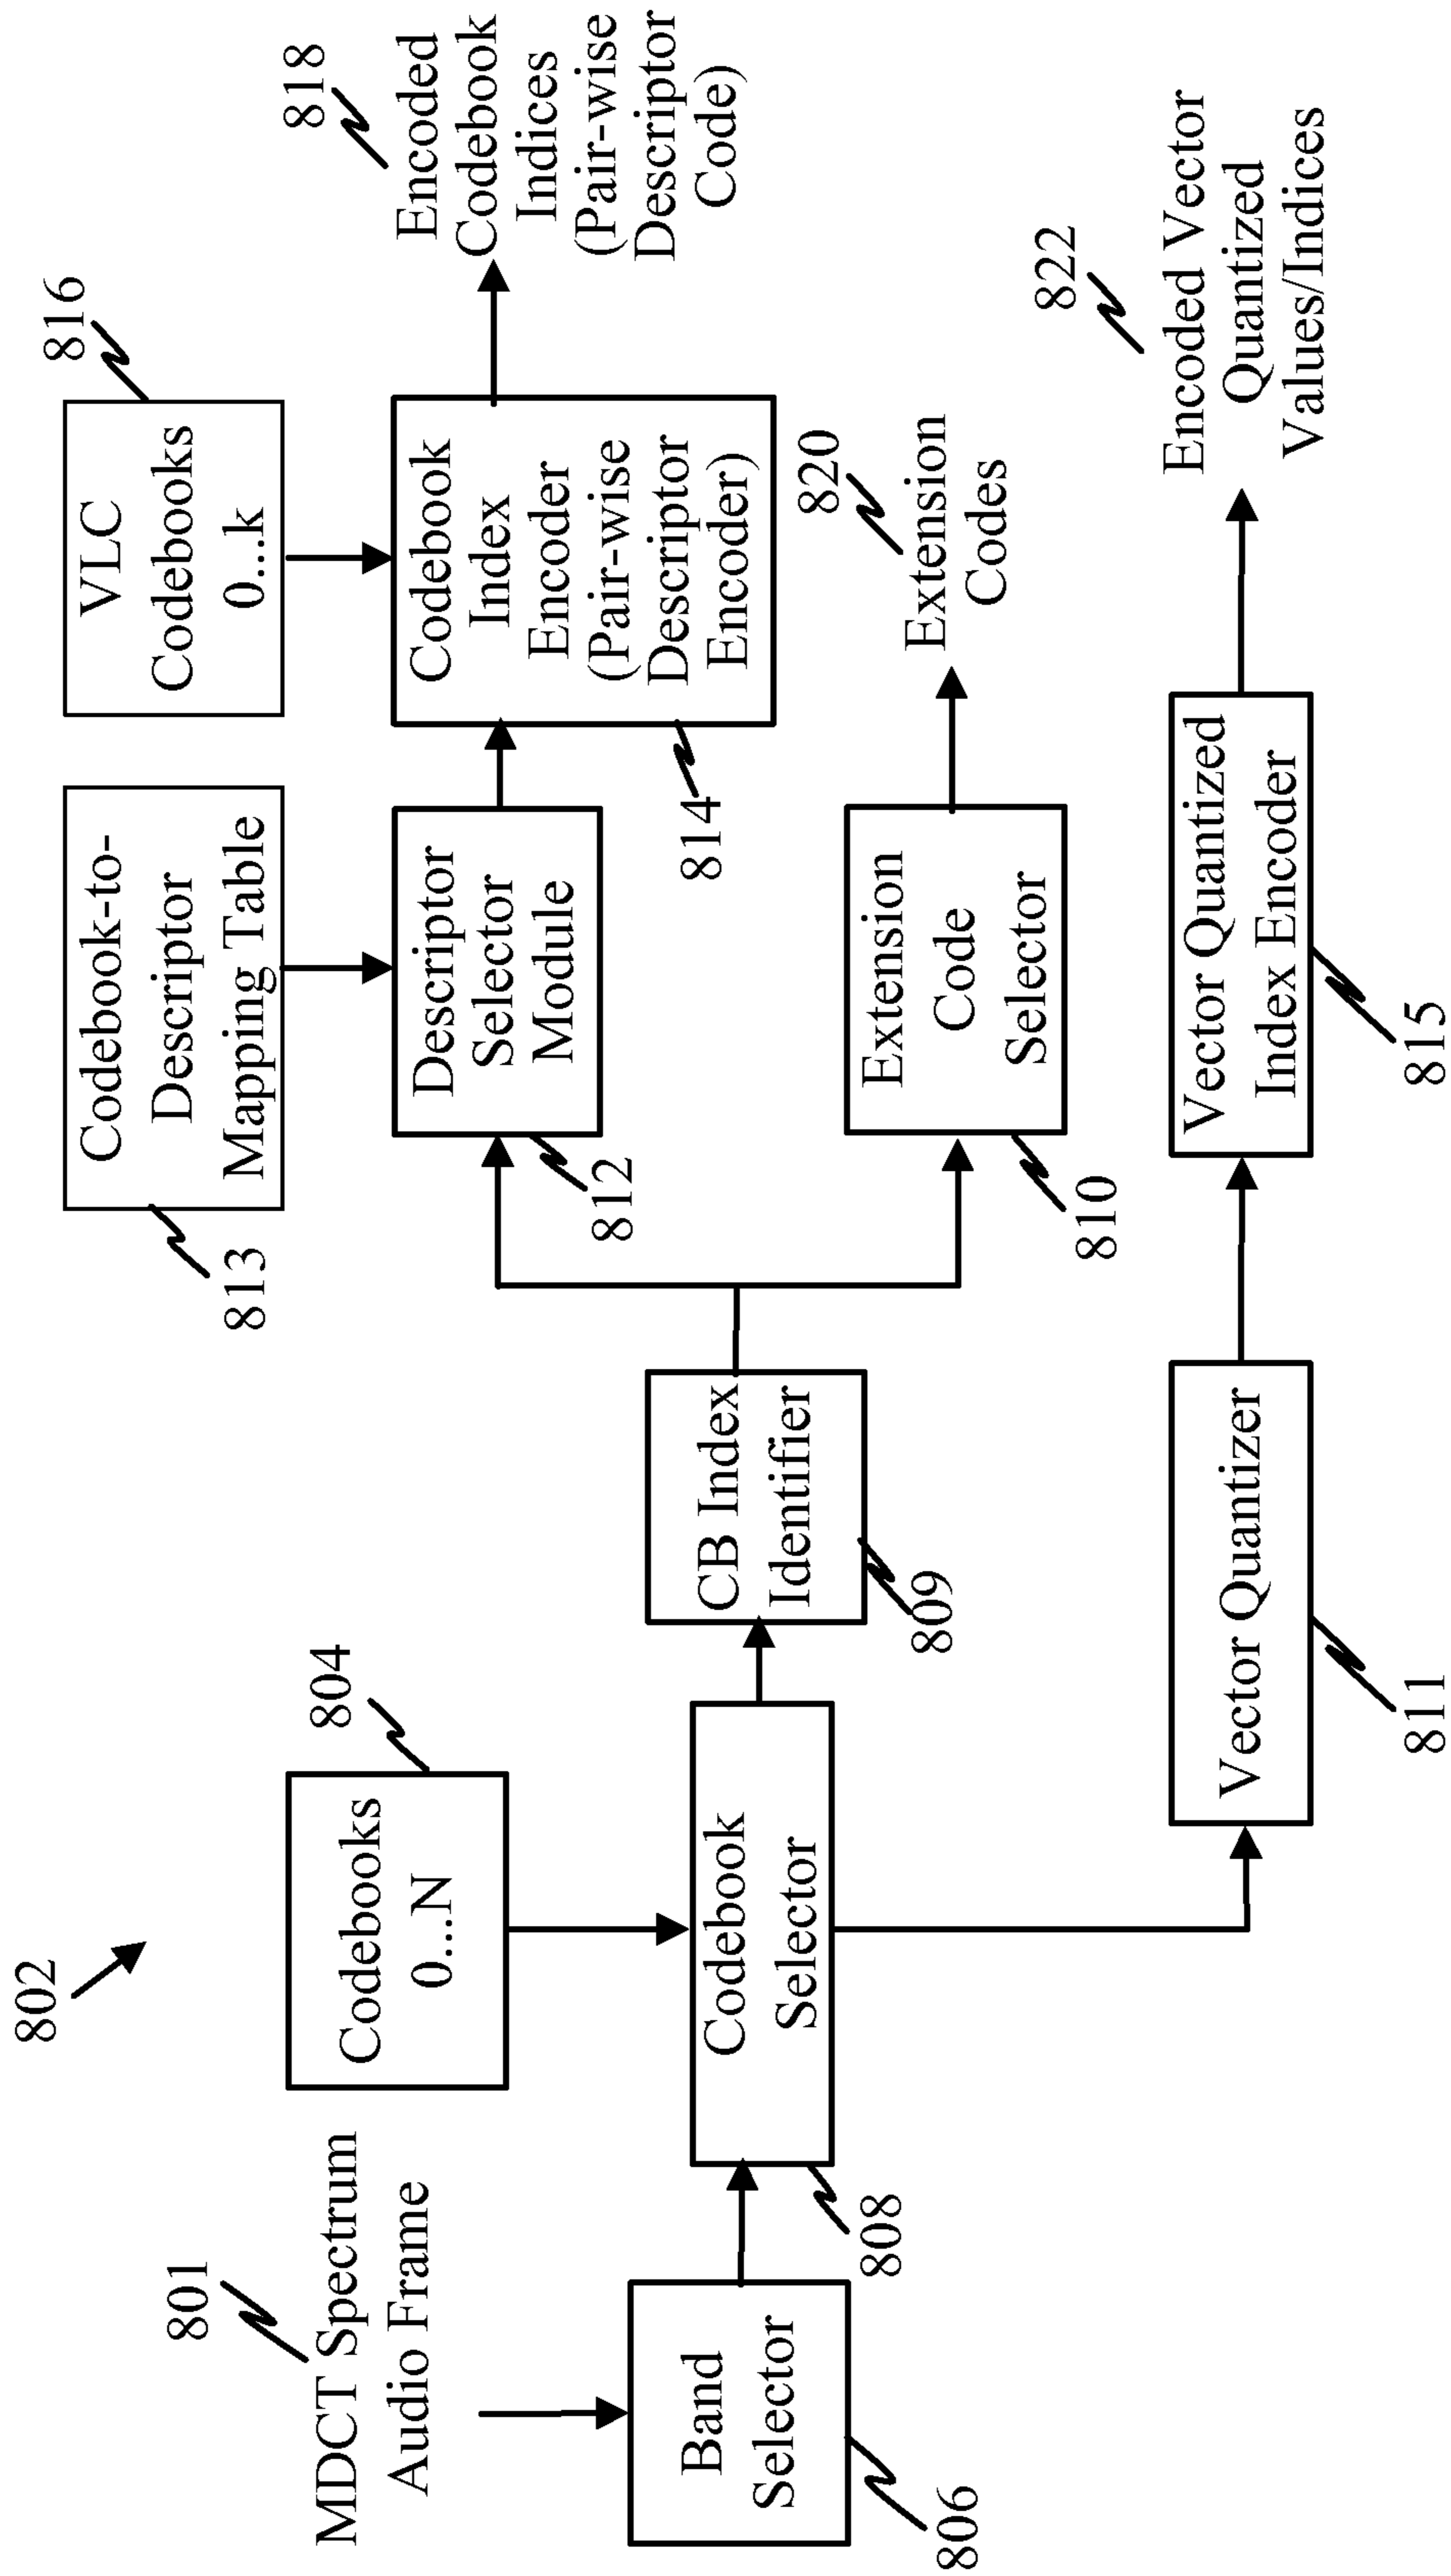 802
801
MDCT Spectrum
Audio Frame
Band
Selector
806
804
Codebooks
0...N
Codebook
Selector
808
CB Index
Identifier
809
813
Codebook-to-
Descriptor
Mapping Table
Descriptor
Selector
Module
812
816
VLC
Codebooks
0...k
Codebook
Index
Encoder
(Pair-wise
Descriptor
Encoder)
814
818
Encoded
Codebook
Indices
(Pair-wise
Descriptor
Code)
Extension
Code
Selector
810
820
Extension
Codes
Vector Quantizer
811
Vector Quantized
Index Encoder
815
822
Encoded Vector
Quantized
Values/Indices